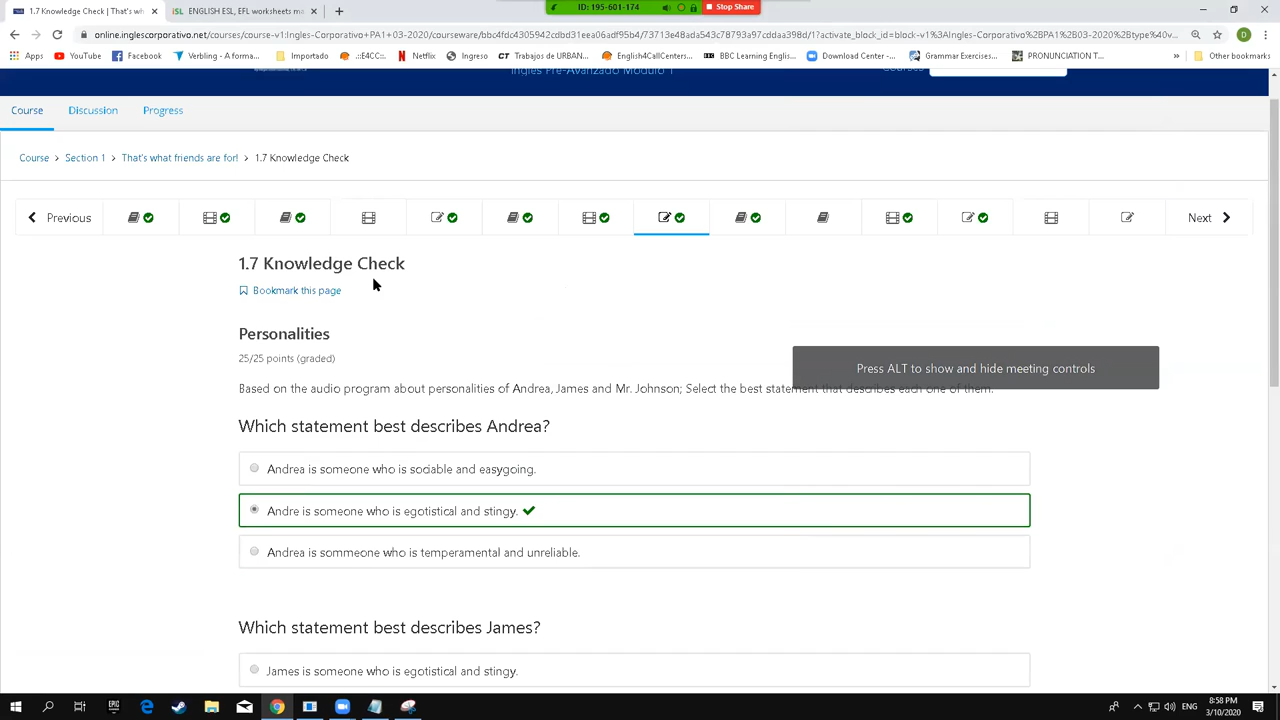 1.7 Knowledge Check | That's wh
ENGLISH ESL, EFL worksheets ma
ID: 195-601-174
Stop Share
online.inglescorporativo.net/courses/course-v1:Ingles-Corporativo+PA1+03-2020/courseware/bbc4fdc4305942cdbd31eea06adf95b4/73713e48ada543c78793a97cddaa398d/1?activate_block_id=block-v1%3AIngles-Corporativo%2BPA1%2B03-2020%2Btype%40v...
YouTube
Facebook
Verbling - A forma...
Importado
.::E4CC::.
Netflix
Ingreso
CT Trabajos de URBAN...
English4CallCenters...
BBC BBC Learning Engli...
Download Center -...
Grammar Exercises...
PRONUNCIATION T...
»
Other bookmarks
Inglés Pre-Avanzado Módulo 1
Courses
Course
Discussion
Progress
Course > Section 1 > That's what friends are for! > 1.7 Knowledge Check
Previous
Next
1.7 Knowledge Check
Bookmark this page
Personalities
25/25 points (graded)
Press ALT to show and hide meeting controls
Based on the audio program about personalities of Andrea, James and Mr. Johnson; Select the best statement that describes each one of them.
Which statement best describes Andrea?
Andrea is someone who is sociable and easygoing.
Andre is someone who is egotistical and stingy.
Andrea is sommeone who is temperamental and unreliable.
Which statement best describes James?
James is someone who is egotistical and stingy.
ENG
8:58 PM
3/10/2020